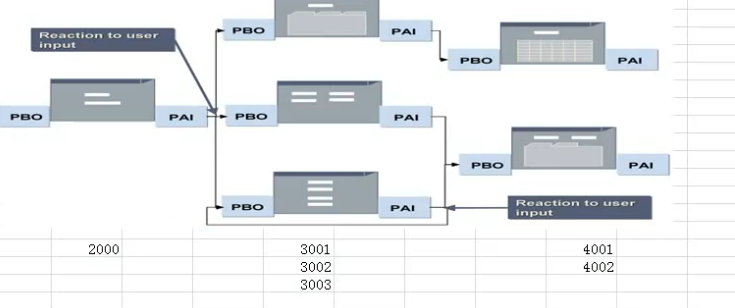 Reaction to user
input
PBO
PAI
PBO
PAI
PBO
PAI
PBO
PAI
PBO
PAI
PBO
PAI
Reaction to user
input
2000
3001
4001
3002
4002
3003